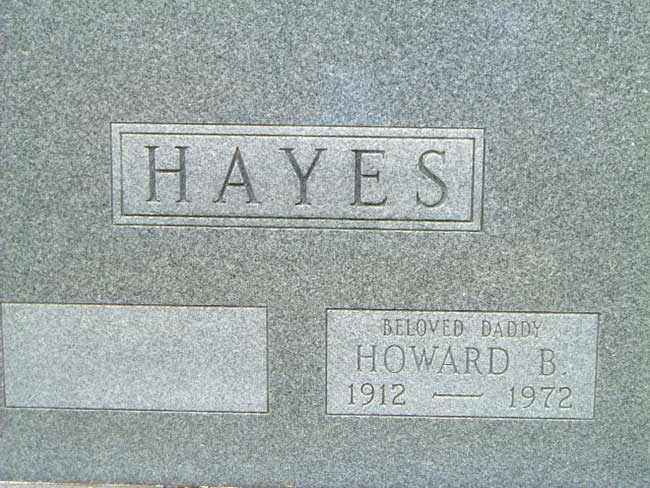 HAYES
BELOVED DADDY
HOWARD B.
1912 — 1972